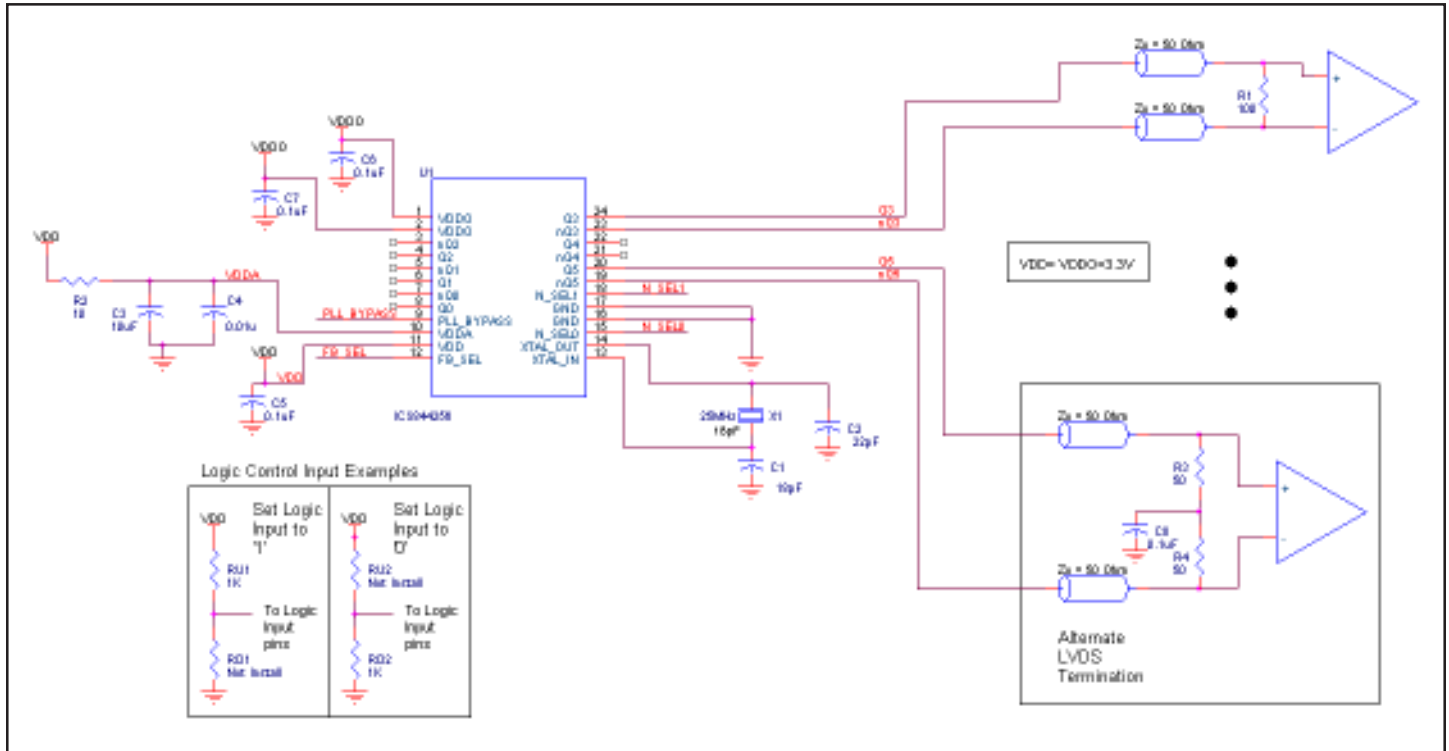 Zo = 50 Ohm
R1
100
+
Zo = 50 Ohm
-
VDDO
C6
0.1uF
VDDO
C7
0.1uF
U1
VDD
R2
10
VDDA
C3
10uF
C4
0.01u
1 VDDO
2 VDDO
3 nQ2
4 Q2
5 nQ1
6 Q1
7 nQ0
8 Q0
PLL_BYPASS 9 PLL_BYPASS
10 VDDA
11 VDD
FB_SEL 12 FB_SEL
VDD
VDD
C5
0.1uF
Q3 24 Q3
nQ3 23 nQ3
Q4 22
nQ4 21
Q5 20 Q5
nQ5 19 nQ5
N_SEL1 18 N_SEL1
GND 17
GND 16
N_SEL0 15 N_SEL0
XTAL_OUT 14
XTAL_IN 13
VDD= VDDO=3.3V
25MHz
18pF
X1
C2
22pF
C1
18pF
Zo = 50 Ohm
50
+
C8
0.1uF
R4
50
-
Zo = 50 Ohm
Alternate
LVDS
Termination
Logic Control Input Examples
VDD
Set Logic
Input to
'1'
RU1
1K
To Logic
Input
pins
RD1
Not Install
VDD
Set Logic
Input to
'0'
RU2
Not Install
To Logic
Input
pins
RD2
1K